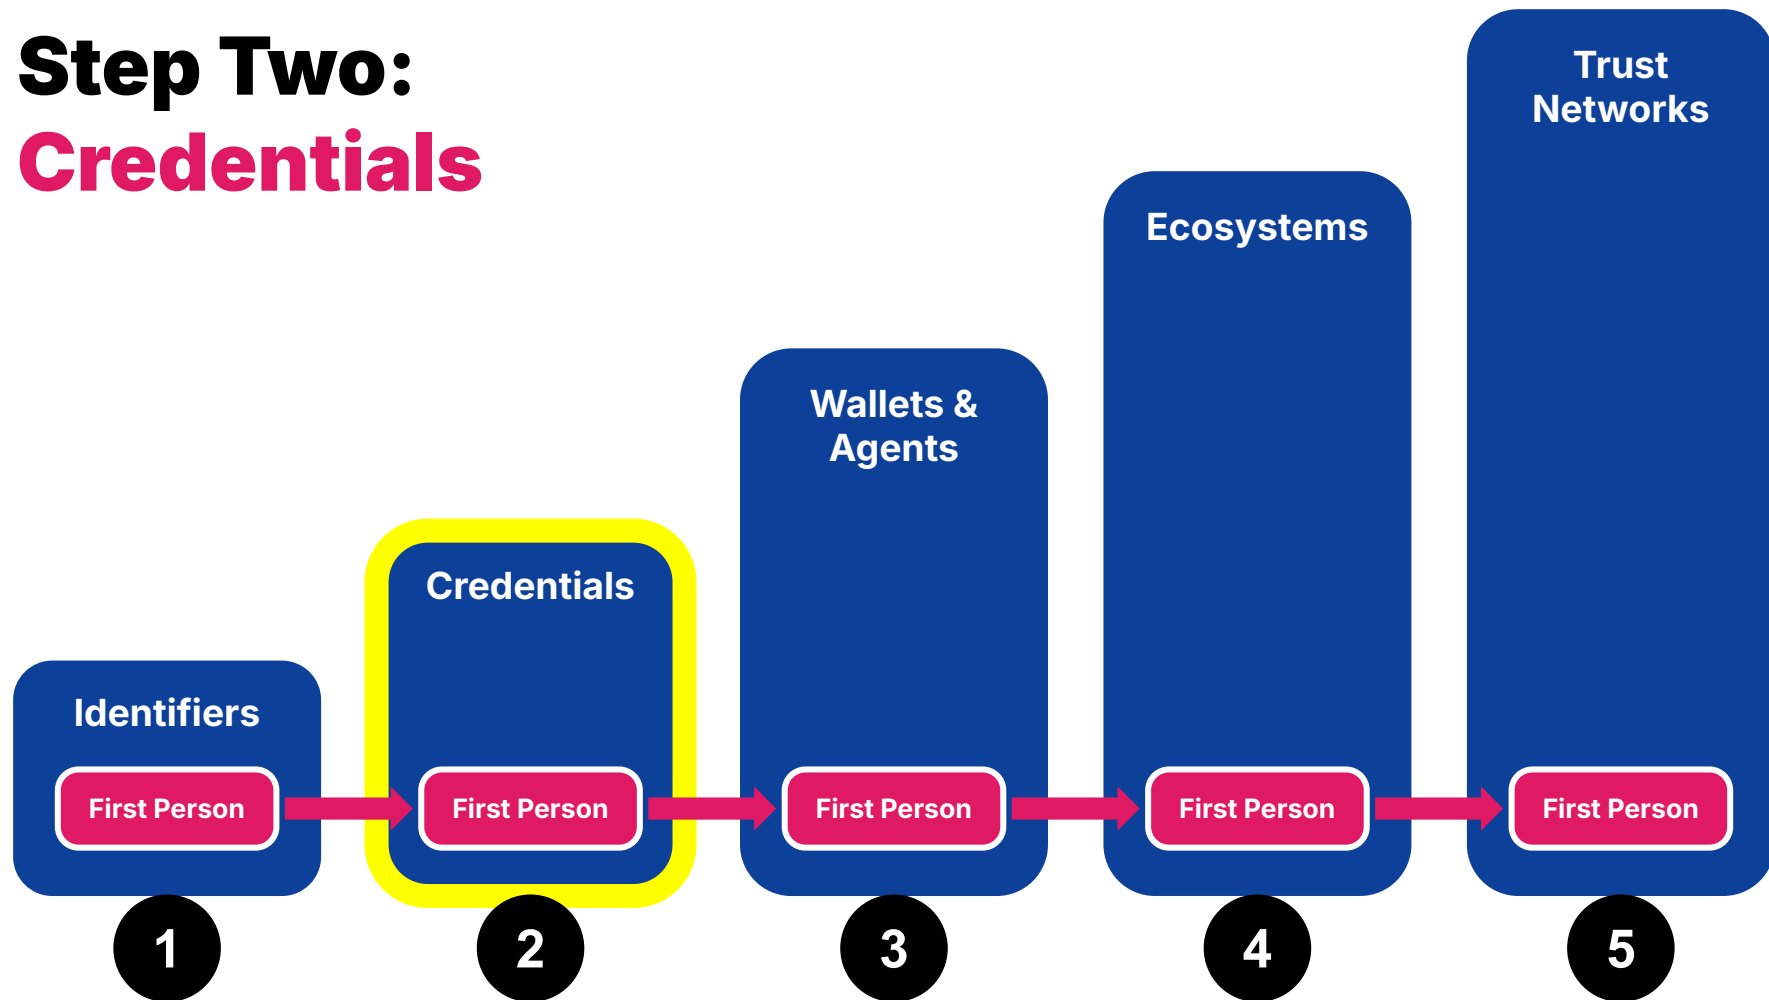 Step Two:
Credentials
Identifiers
First Person
1
Credentials
First Person
2
Wallets &
Agents
First Person
3
Ecosystems
First Person
4
Trust
Networks
First Person
5